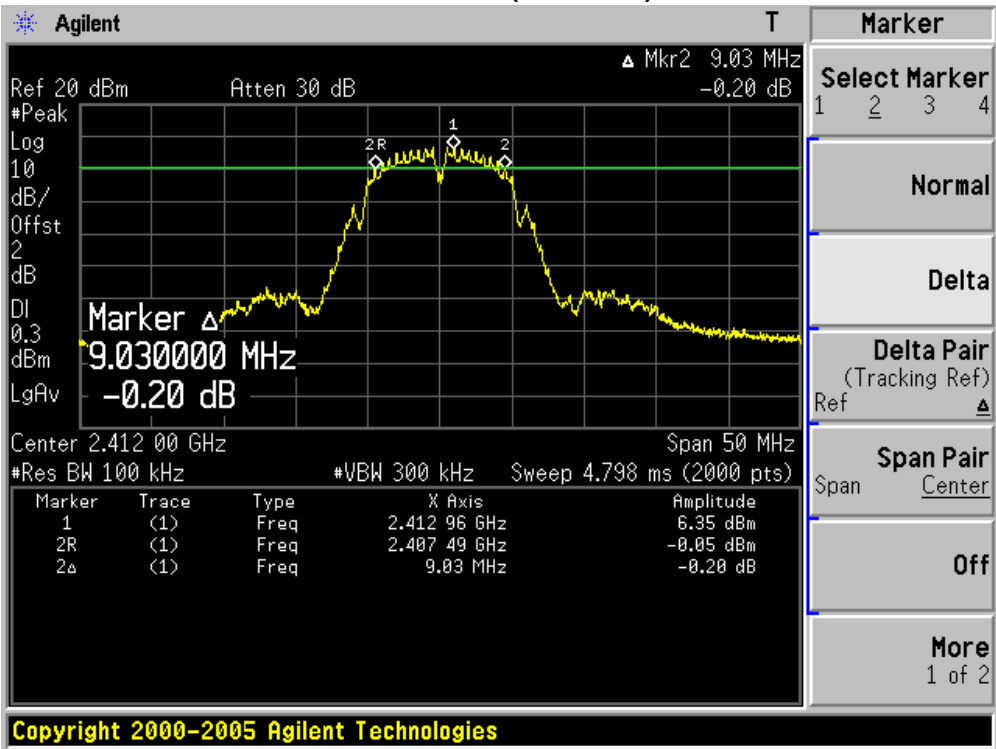 Agilent T
Marker
Δ Mkr2 9.03 MHz
Ref 20 dBm Atten 30 dB -0.20 dB
#Peak
Log
10
dB/
Offst
2
dB
DI
0.3
dBm
LgAv
1
2R
2
Marker Δ
9.030000 MHz
-0.20 dB
Center 2.412 00 GHz Span 50 MHz
#Res BW 100 kHz #VBW 300 kHz Sweep 4.798 ms (2000 pts)
Marker Trace Type X Axis Amplitude
1 (1) Freq 2.412 96 GHz 6.35 dBm
2R (1) Freq 2.407 49 GHz -0.05 dBm
2Δ (1) Freq 9.03 MHz -0.20 dB
Select Marker
1 2 3 4
Normal
Delta
Delta Pair
(Tracking Ref)
Ref Δ
Span Pair
Span Center
Off
More
1 of 2
Copyright 2000-2005 Agilent Technologies